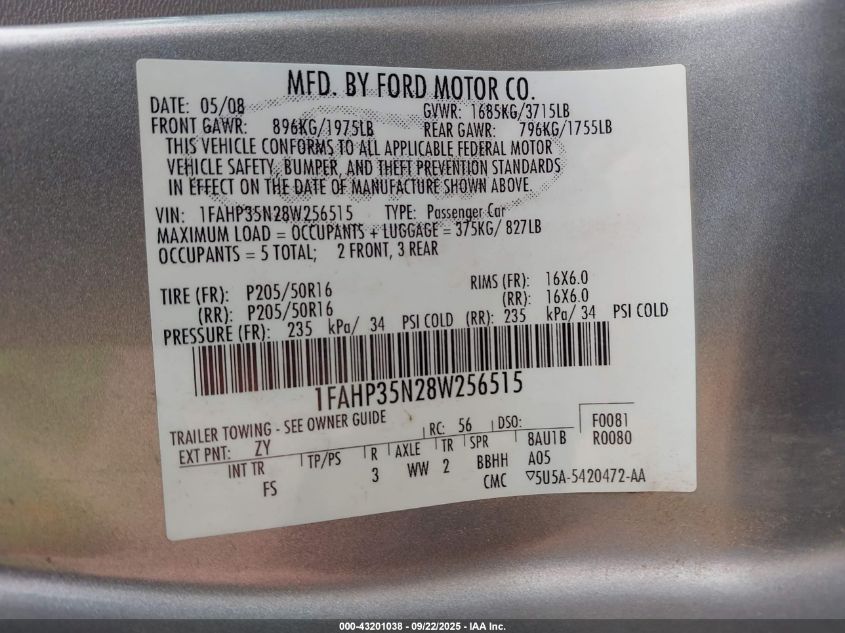 MFD. BY FORD MOTOR CO.
DATE: 05/08 GVWR: 1685KG/3715LB
FRONT GAWR: 896KG/1975LB REAR GAWR: 796KG/1755LB
THIS VEHICLE CONFORMS TO ALL APPLICABLE FEDERAL MOTOR
VEHICLE SAFETY, BUMPER, AND THEFT PREVENTION STANDARDS
IN EFFECT ON THE DATE OF MANUFACTURE SHOWN ABOVE.
VIN: 1FAHP35N28W256515 TYPE: Passenger Car
MAXIMUM LOAD = OCCUPANTS + LUGGAGE = 375KG/ 827LB
OCCUPANTS = 5 TOTAL; 2 FRONT, 3 REAR
TIRE (FR): P205/50R16 RIMS (FR): 16X6.0
(RR): P205/50R16 (RR): 16X6.0
PRESSURE (FR): 235 kPa/ 34 PSI COLD (RR): 235 kPa/ 34 PSI COLD
1FAHP35N28W256515
TRAILER TOWING - SEE OWNER GUIDE RC: 56 DSO: F0081
EXT PNT: ZY R0080
INT TR TP/PS R AXLE TR SPR 8AU1B
FS 3 WW 2 BBHH A05
CMC 5U5A-5420472-AA
000-43201038 - 09/22/2025 - IAA Inc.